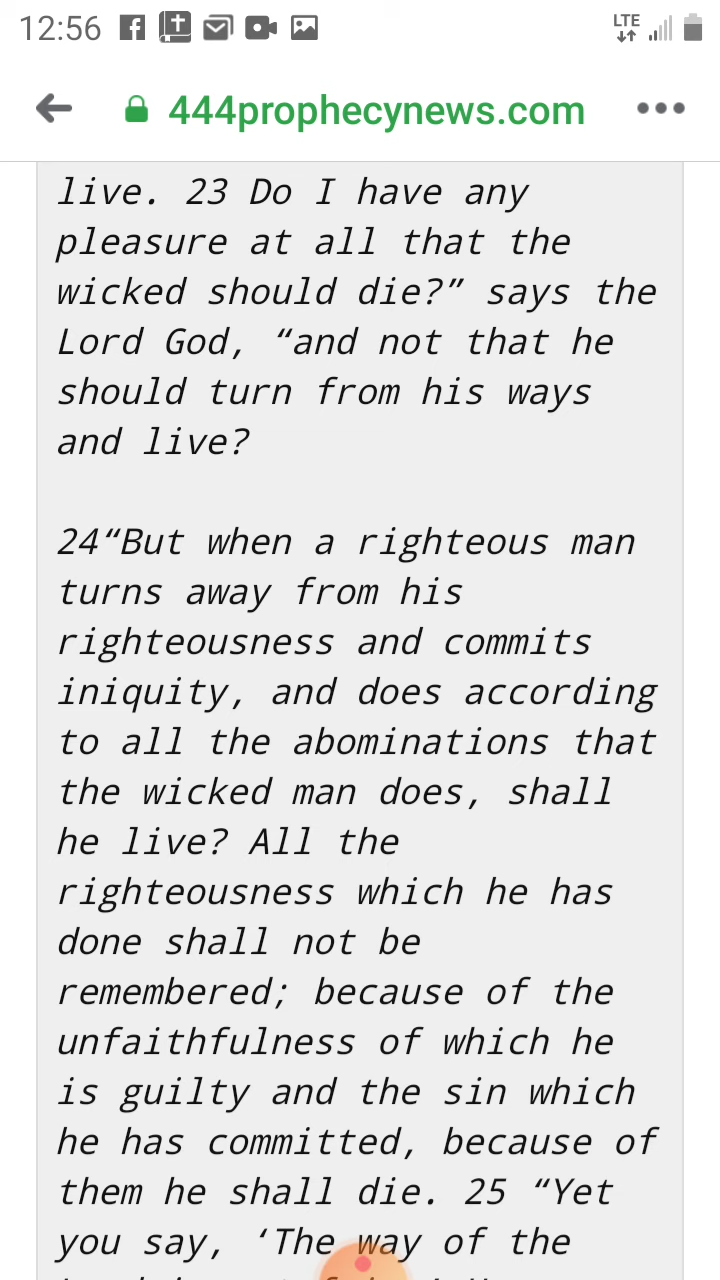 12:56 LTE
444prophecynews.com
live. 23 Do I have any
pleasure at all that the
wicked should die?” says the
Lord God, “and not that he
should turn from his ways
and live?
24“But when a righteous man
turns away from his
righteousness and commits
iniquity, and does according
to all the abominations that
the wicked man does, shall
he live? All the
righteousness which he has
done shall not be
remembered; because of the
unfaithfulness of which he
is guilty and the sin which
he has committed, because of
them he shall die. 25 “Yet
you say, ‘The way of the